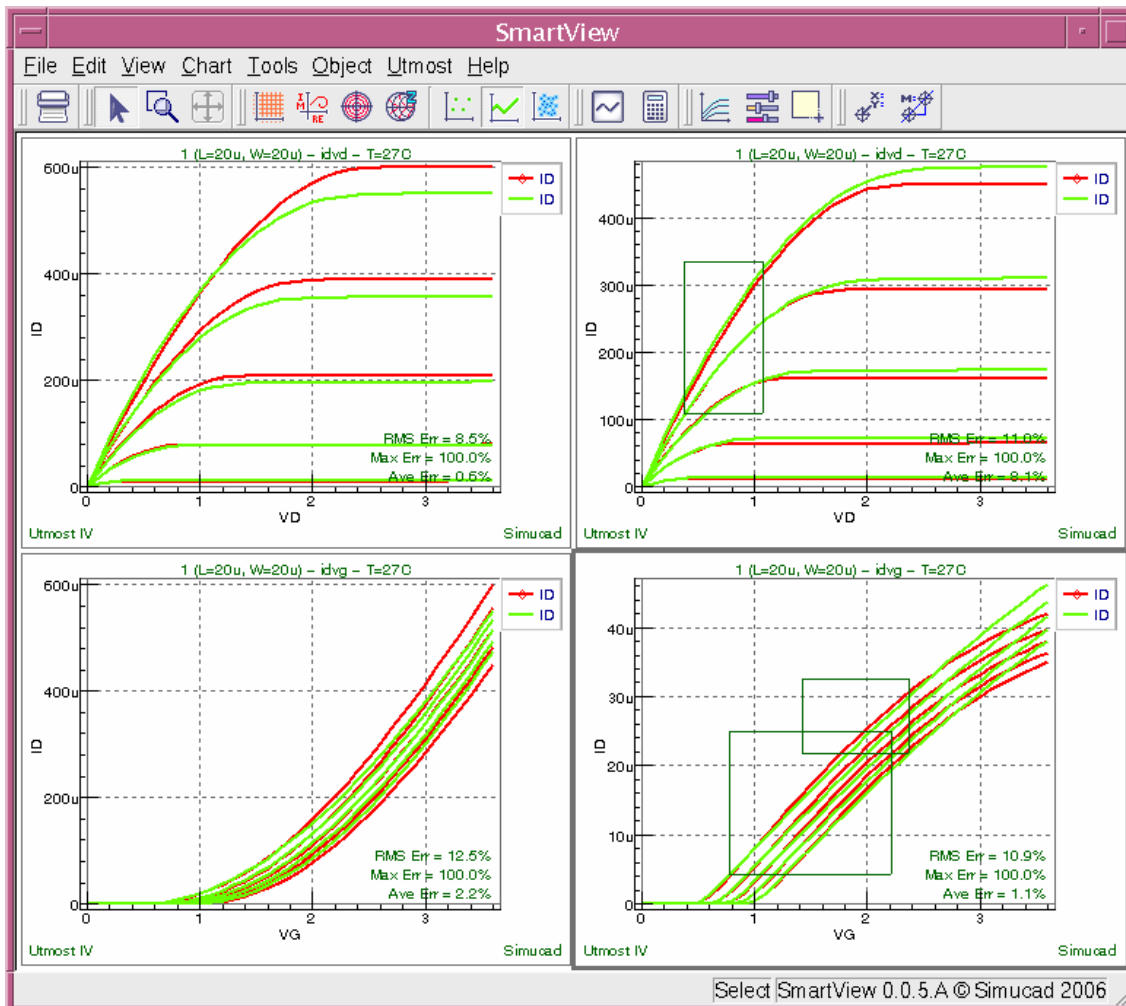 SmartView
File Edit View Chart Tools Object Utmost Help
I M RE
X: Y:
M:
1 (L=20u, W=20u) – idvd – T=27C
600u
400u
200u
0
ID
0 1 2 3
VD
ID
ID
RMS Err = 8.5%
Max Err = 100.0%
Ave Err = 0.6%
Utmost IV
Simucad
1 (L=20u, W=20u) – idvd – T=27C
400u
300u
200u
100u
0
ID
0 1 2 3
VD
ID
ID
RMS Err = 11.0%
Max Err = 100.0%
Ave Err = 8.1%
Utmost IV
Simucad
1 (L=20u, W=20u) – idvg – T=27C
600u
400u
200u
0
ID
0 1 2 3
VG
ID
ID
RMS Err = 12.5%
Max Err = 100.0%
Ave Err = 2.2%
Utmost IV
Simucad
1 (L=20u, W=20u) – idvg – T=27C
40u
30u
20u
10u
0
ID
0 1 2 3
VG
ID
ID
RMS Err = 10.9%
Max Err = 100.0%
Ave Err = 1.1%
Utmost IV
Simucad
Select SmartView 0.0.5.A © Simucad 2006